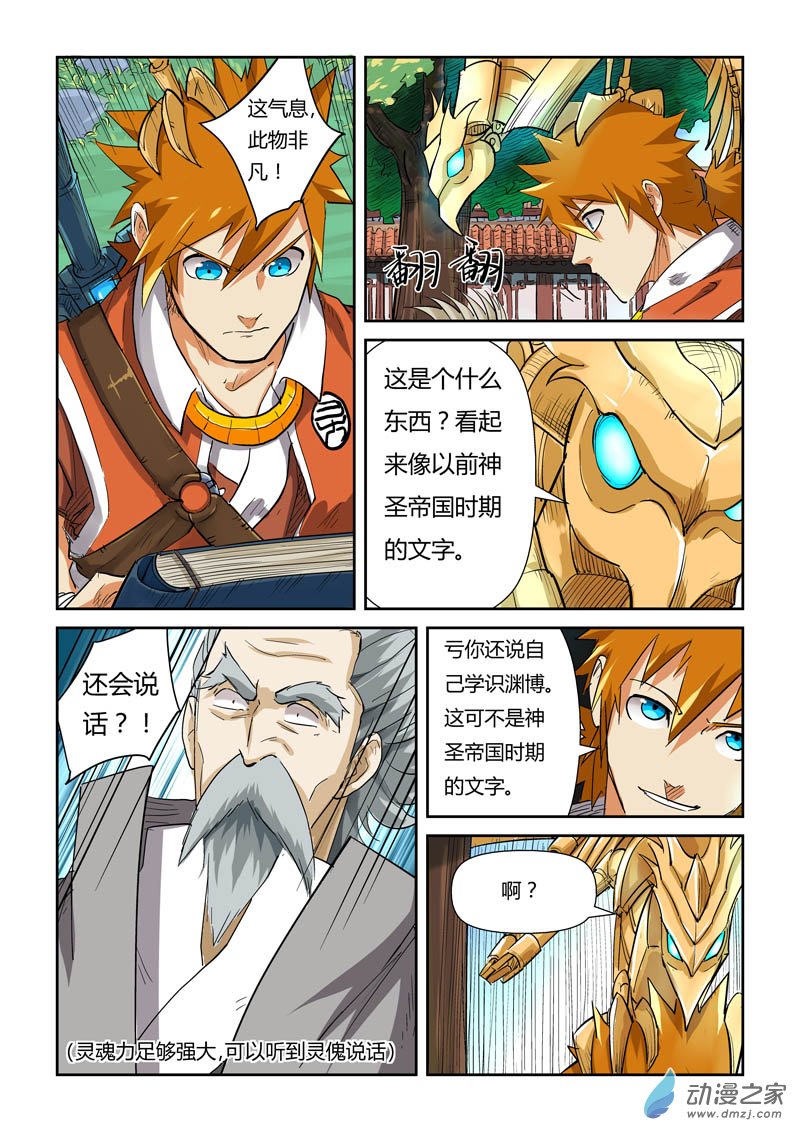 这气息，
此物非
凡！
三六
翻翻
这是个什么
东西？看起
来像以前神
圣帝国时期
的文字。
还会说
话？！
（灵魂力足够强大，可以听到灵傀说话）
亏你还说自
己学识渊博。
这可不是神
圣帝国时期
的文字。
啊？
动漫之家
www.dmzj.com